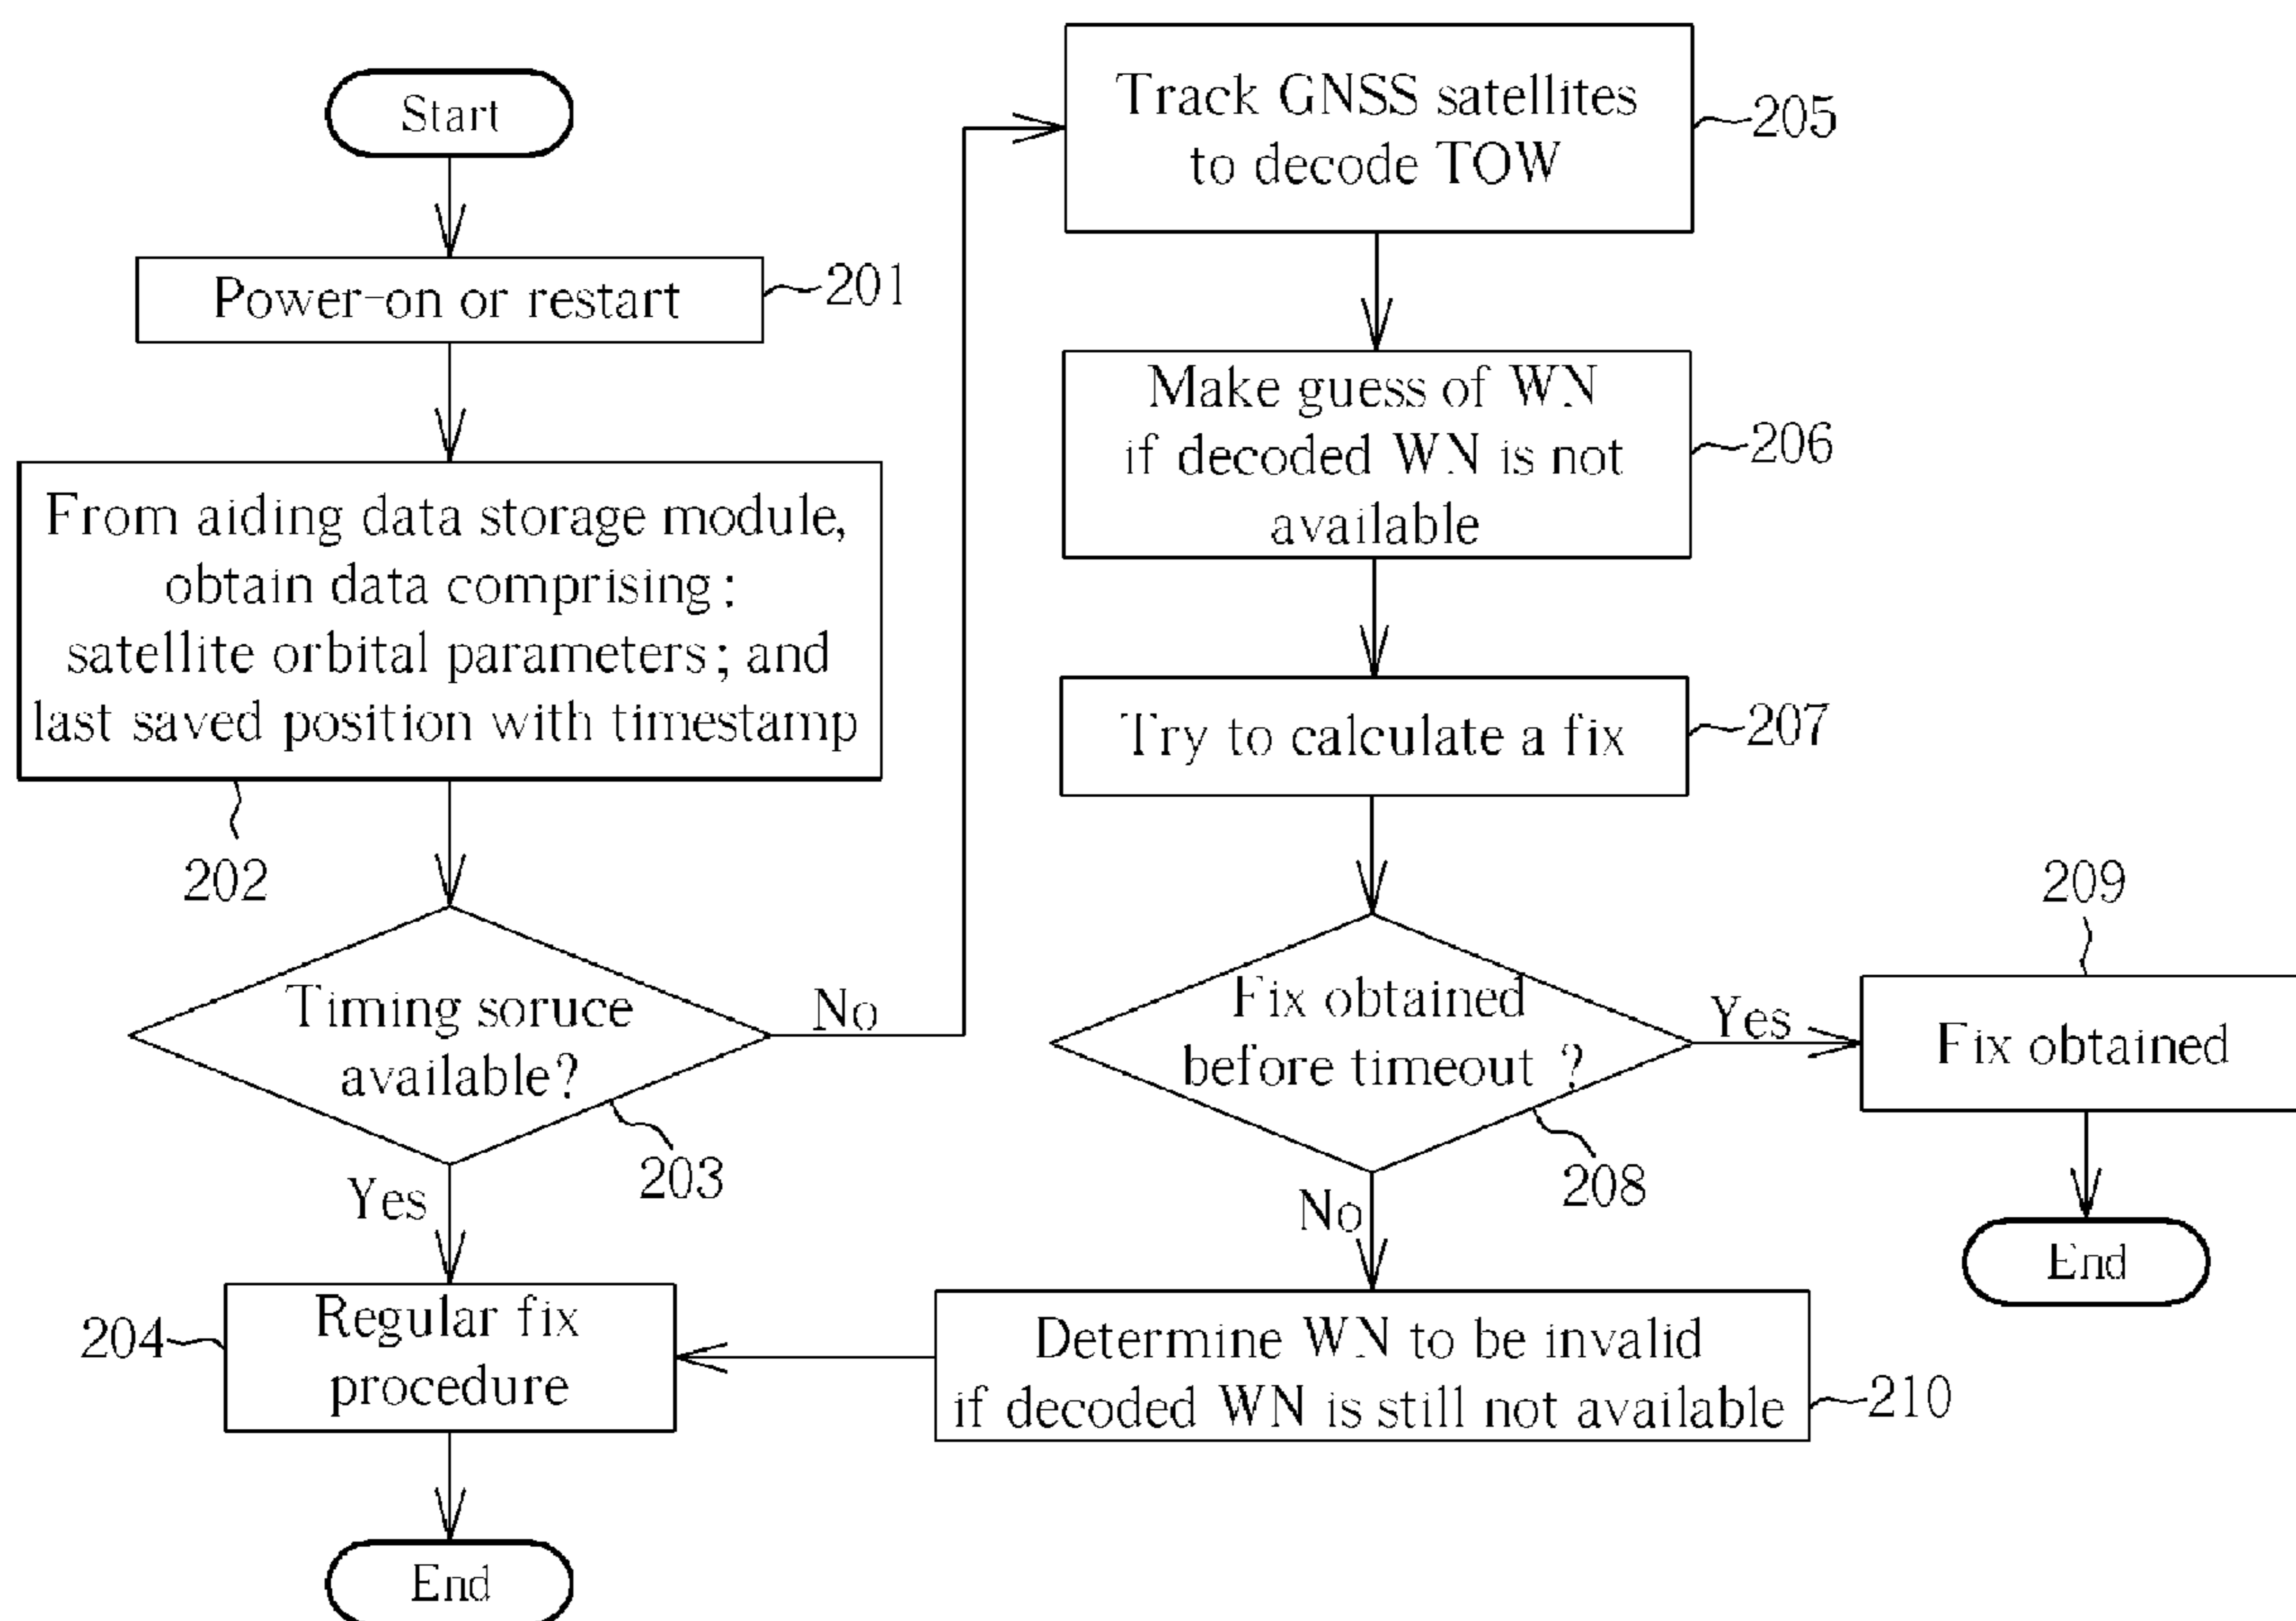 Start
Power-on or restart
201
From aiding data storage module,
obtain data comprising:
satellite orbital parameters; and
last saved position with timestamp
202
Timing soruce
available?
203
No
Yes
Regular fix
procedure
204
End
Track GNSS satellites
to decode TOW
205
Make guess of WN
if decoded WN is not
available
206
Try to calculate a fix
207
Fix obtained
before timeout ?
208
Yes
No
209
Fix obtained
End
Determine WN to be invalid
if decoded WN is still not available
210